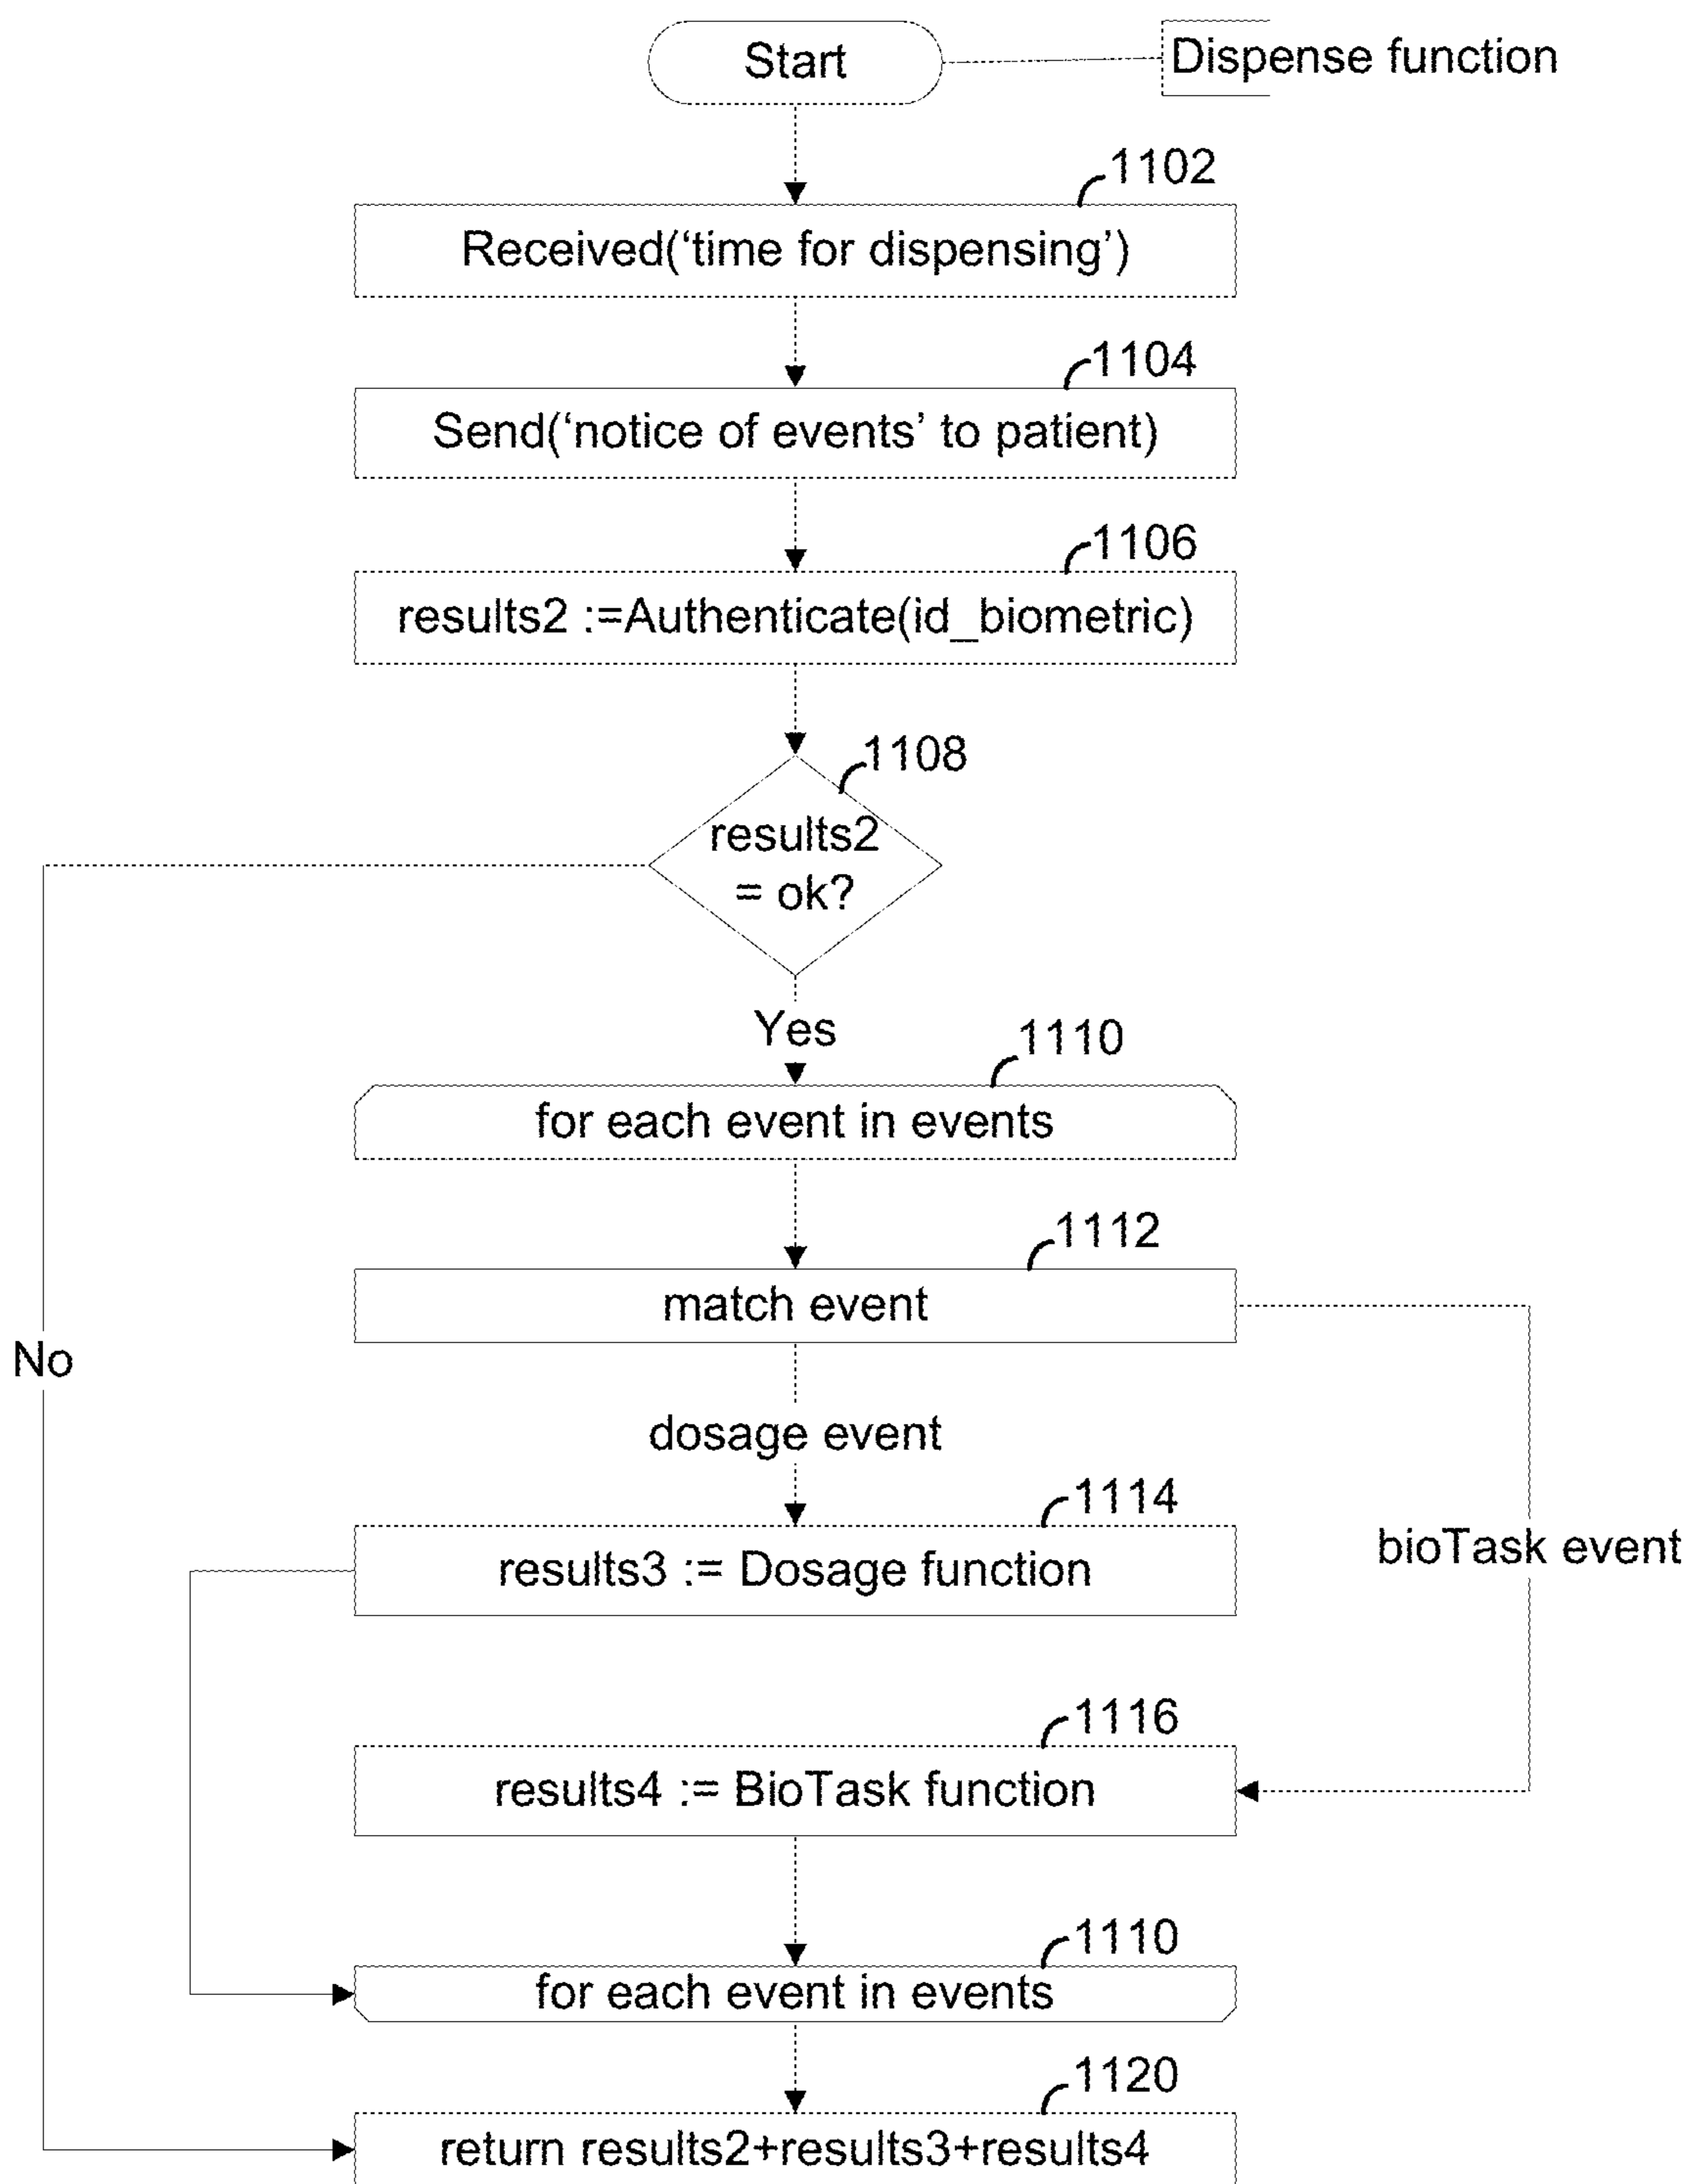 Start
Dispense function
1102
Received(‘time for dispensing’)
1104
Send(‘notice of events’ to patient)
1106
results2 :=Authenticate(id_biometric)
1108
results2
= ok?
Yes
1110
for each event in events
1112
match event
No
dosage event
1114
results3 := Dosage function
bioTask event
1116
results4 := BioTask function
1110
for each event in events
1120
return results2+results3+results4